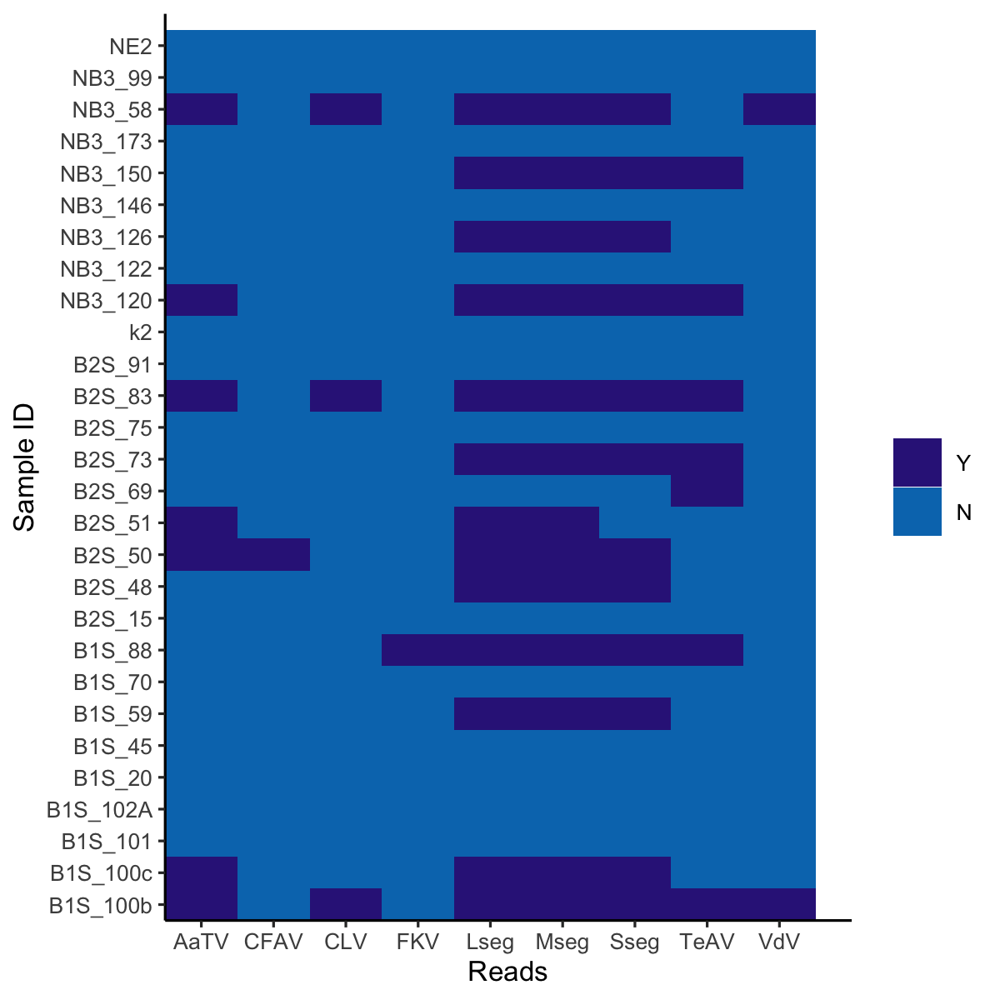 NE2
NB3_99
NB3_58
NB3_173
NB3_150
NB3_146
NB3_126
NB3_122
NB3_120
k2
B2S_91
B2S_83
B2S_75
B2S_73
B2S_69
B2S_51
B2S_50
B2S_48
B2S_15
B1S_88
B1S_70
B1S_59
B1S_45
B1S_20
B1S_102A
B1S_101
B1S_100c
B1S_100b
Sample ID
AaTV CFAV CLV FKV Lseg Mseg Sseg TeAV VdV
Reads
Y
N